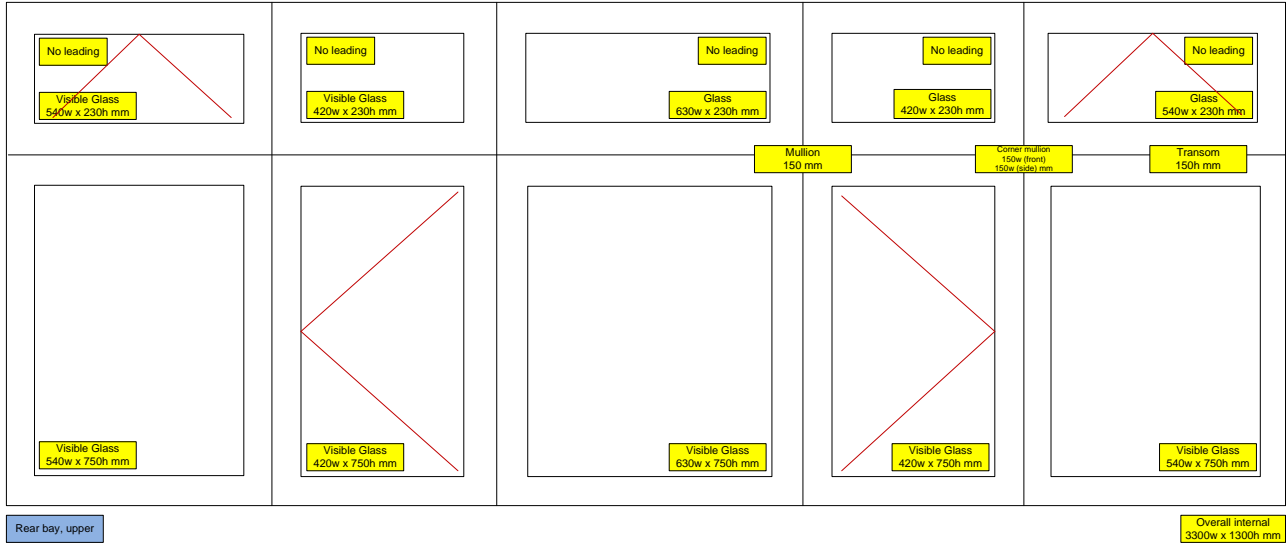 No leading
No leading
No leading
No leading
No leading
Visible Glass
540w x 230h mm
Visible Glass
420w x 230h mm
Glass
630w x 230h mm
Glass
420w x 230h mm
Glass
540w x 230h mm
Mullion
150 mm
Corner mullion
150w (front)
150w (side) mm
Transom
150h mm
Visible Glass
540w x 750h mm
Visible Glass
420w x 750h mm
Visible Glass
630w x 750h mm
Visible Glass
420w x 750h mm
Visible Glass
540w x 750h mm
Rear bay, upper
Overall internal
3300w x 1300h mm